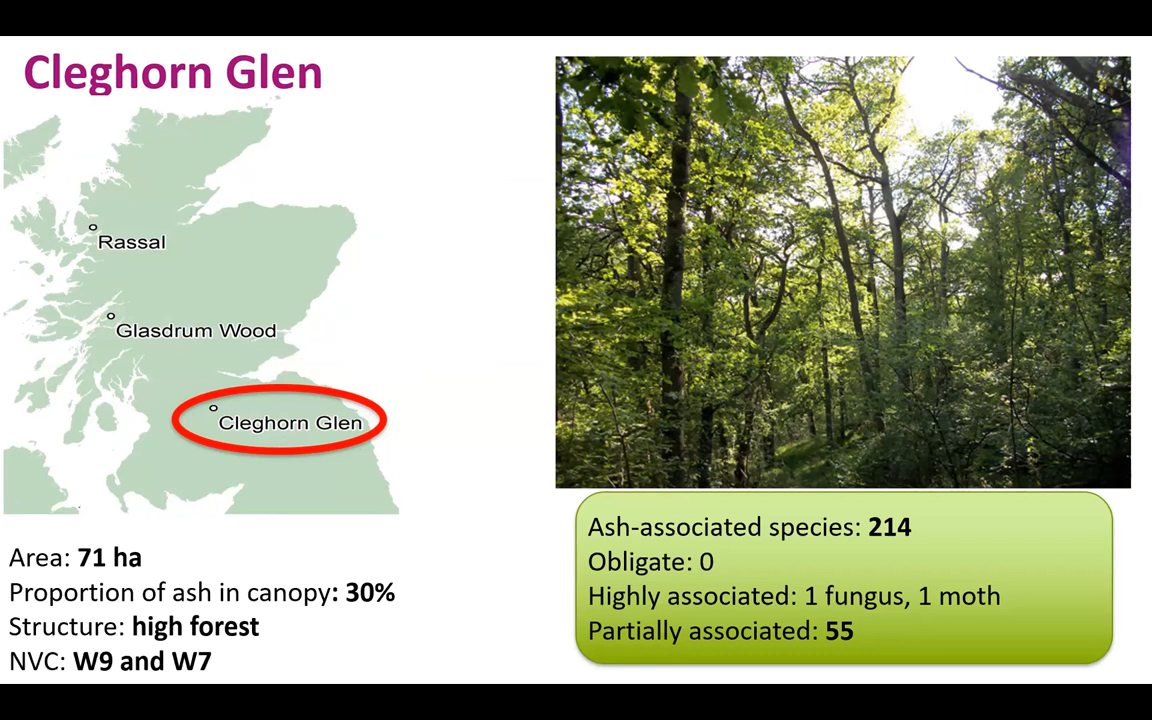 Cleghorn Glen
Rassal
Glasdrum Wood
Cleghorn Glen
Area: 71 ha
Proportion of ash in canopy: 30%
Structure: high forest
NVC: W9 and W7
Ash-associated species: 214
Obligate: 0
Highly associated: 1 fungus, 1 moth
Partially associated: 55